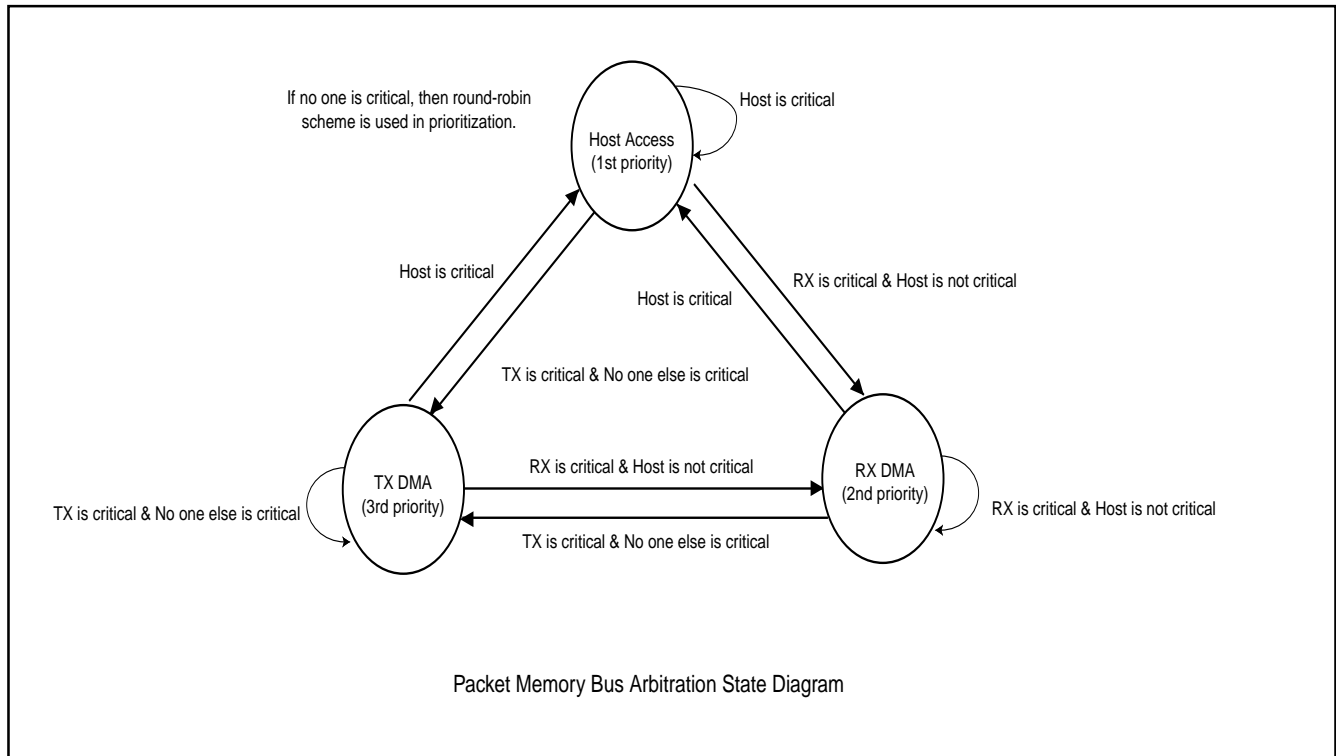 If no one is critical, then round-robin
scheme is used in prioritization.
Host is critical
Host Access
(1st priority)
Host is critical
RX is critical & Host is not critical
Host is critical
TX is critical & No one else is critical
RX is critical & Host is not critical
TX DMA
(3rd priority)
RX DMA
(2nd priority)
TX is critical & No one else is critical
RX is critical & Host is not critical
TX is critical & No one else is critical
Packet Memory Bus Arbitration State Diagram